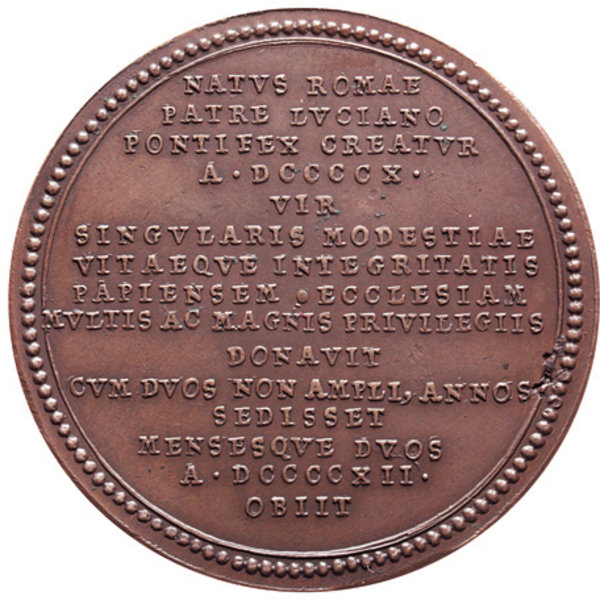 NATVS ROMAE
PATRE LVCIANO
PONTIFEX CREATVR
A · DCCCCX ·
VIR
SINGVLARIS MODESTIAE
VITAEQVE INTEGRITATIS
PAPIENSEM · ECCLESIAM
MVLTIS AC MAGNIS PRIVILEGIIS
DONAVIT
CVM DVOS NON AMPLI, ANNOS
SEDISSET
MENSESQVE DVOS
A · DCCCCXII ·
OBIIT